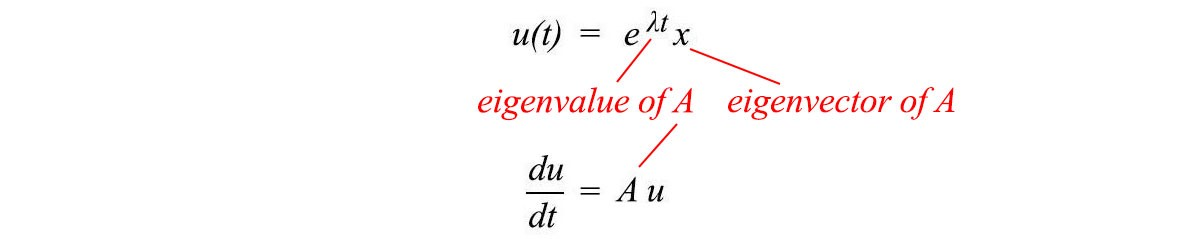 u(t) = e^{λt} x
eigenvalue of A eigenvector of A
du/dt = A u